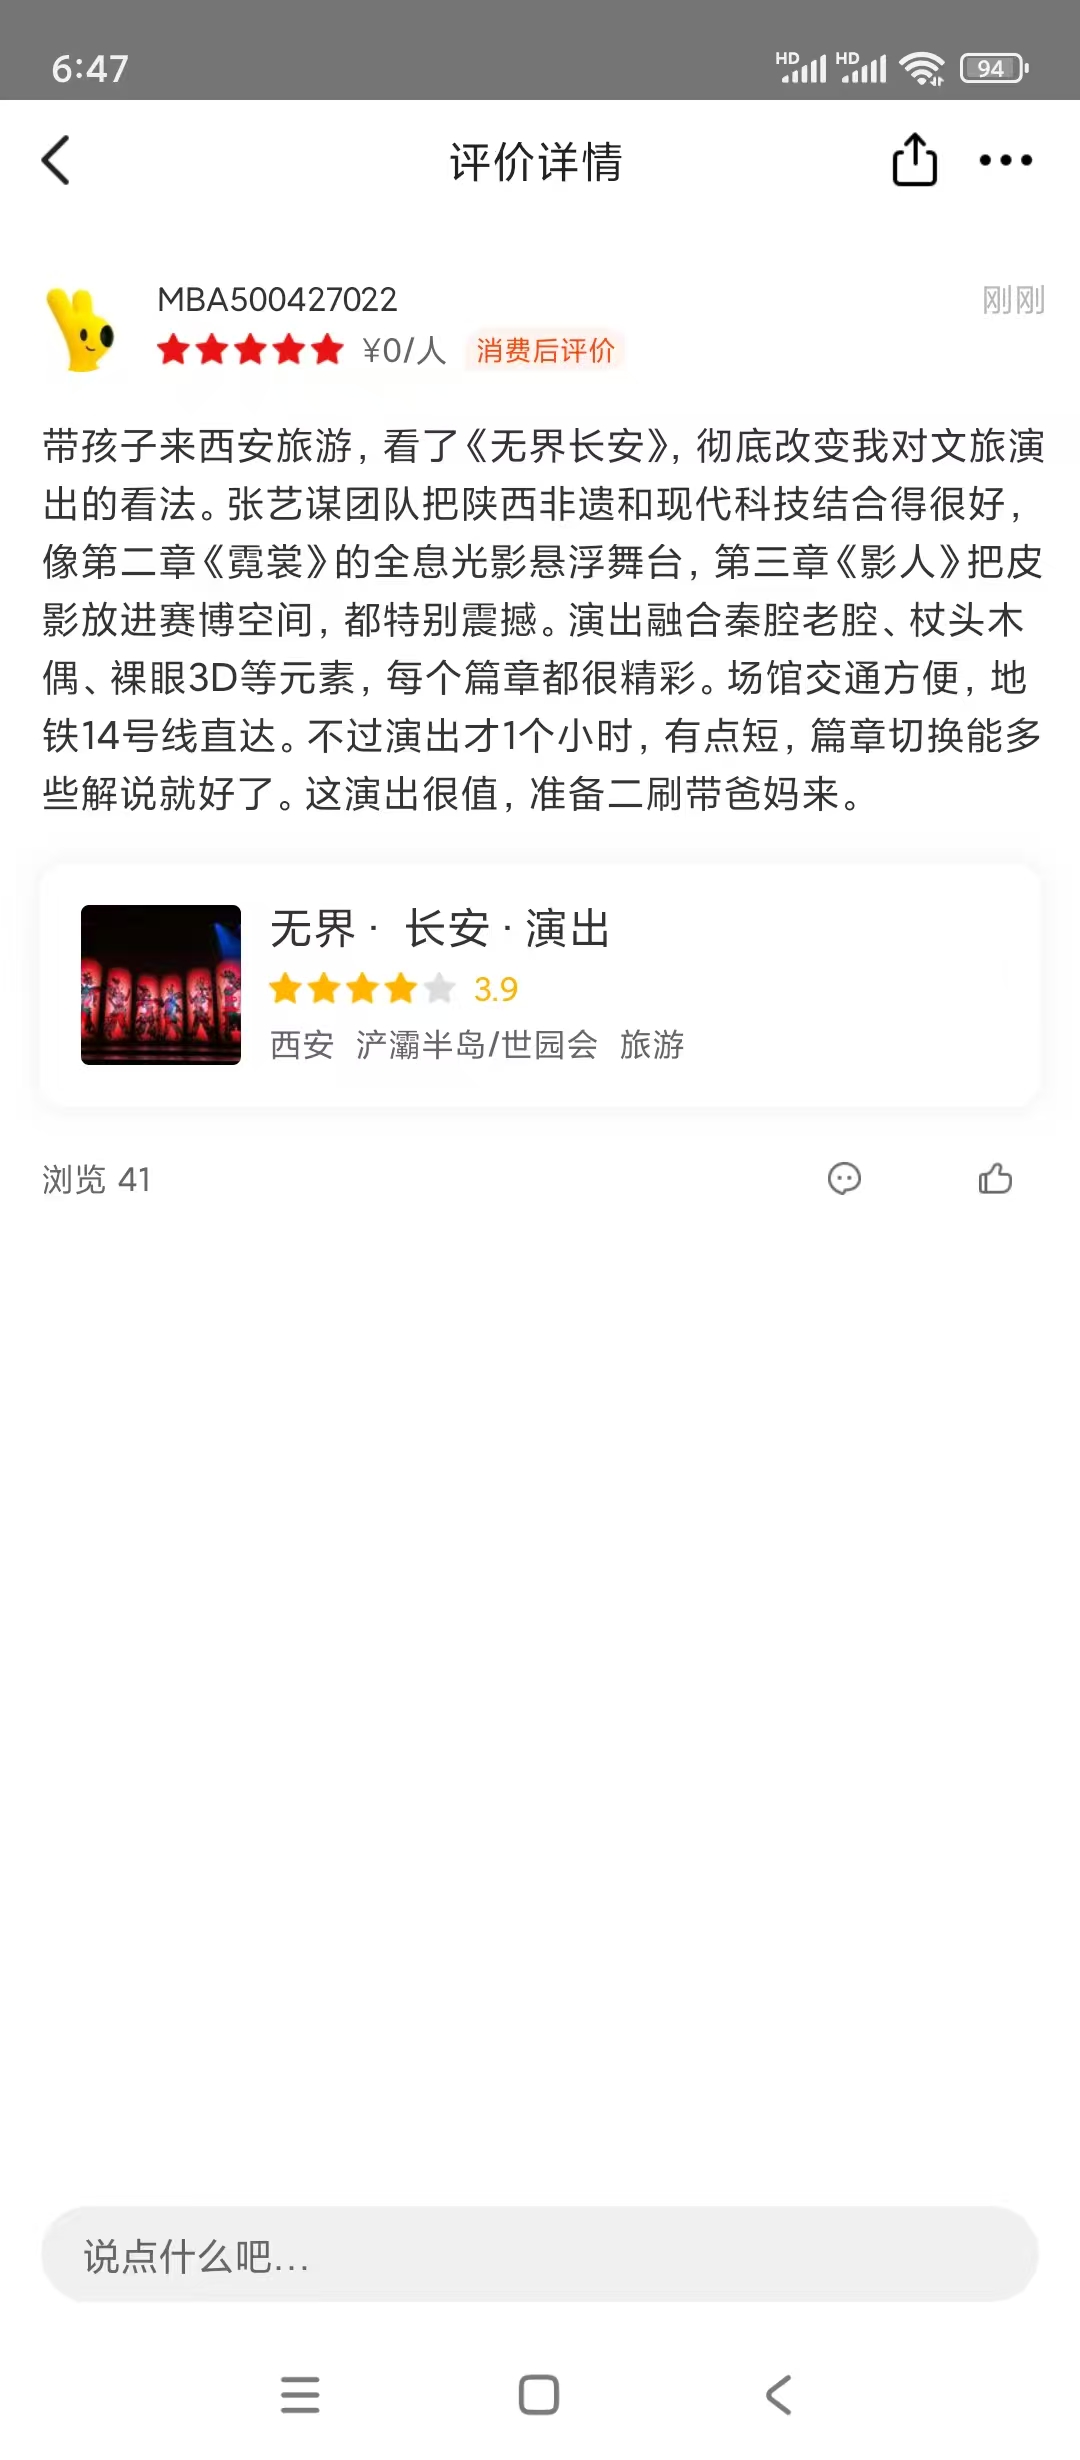 6:47
HD HD 94
评价详情
MBA500427022
刚刚
¥0/人 消费后评价
带孩子来西安旅游，看了《无界长安》，彻底改变我对文旅演
出的看法。张艺谋团队把陕西非遗和现代科技结合得很好，
像第二章《霓裳》的全息光影悬浮舞台，第三章《影人》把皮
影放进赛博空间，都特别震撼。演出融合秦腔老腔、杖头木
偶、裸眼3D等元素，每个篇章都很精彩。场馆交通方便，地
铁14号线直达。不过演出才1个小时，有点短，篇章切换能多
些解说就好了。这演出很值，准备二刷带爸妈来。
无界· 长安·演出
3.9
西安 浐灞半岛/世园会 旅游
浏览 41
说点什么吧...